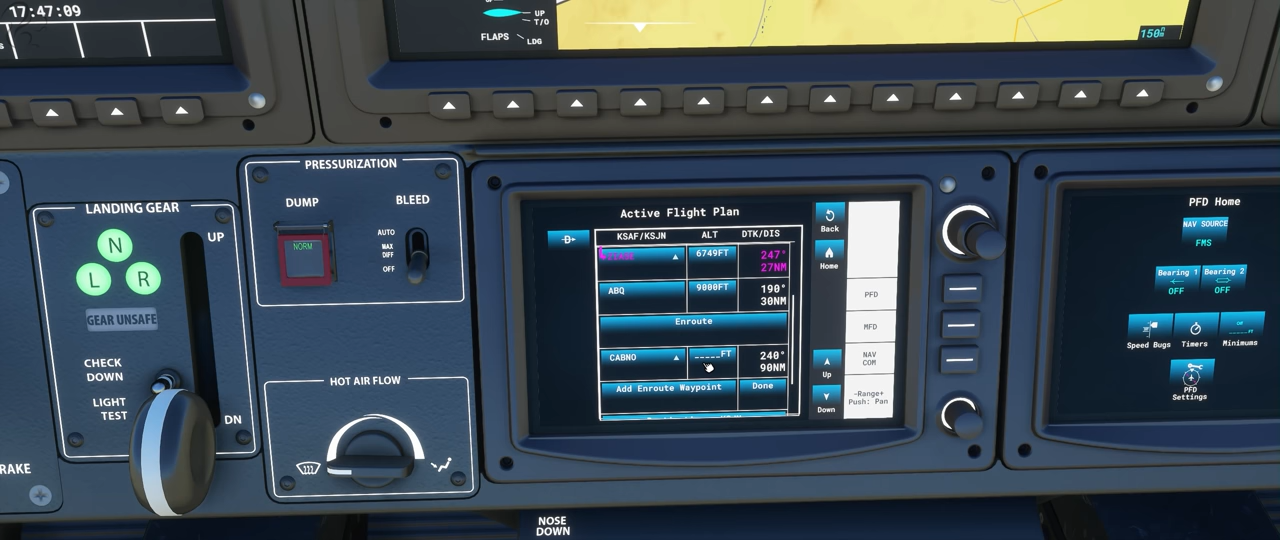 17:47:09
UP
T/O
FLAPS
LDG
150
PRESSURIZATION
DUMP
BLEED
NORM
AUTO
MAX
DIFF
OFF
LANDING GEAR
UP
N
L
R
GEAR UNSAFE
CHECK
DOWN
LIGHT
TEST
DN
HOT AIR FLOW
RAKE
NOSE
DOWN
Active Flight Plan
KSAF/KSJN ALT DTK/DIS
6749FT 247°
27NM
ABQ 9000FT 190°
30NM
Enroute
CABNO _____FT 240°
90NM
Add Enroute Waypoint Done
Back
Home
Up
Down
PFD
MFD
NAV
COM
-Range+
Push: Pan
PFD Home
NAV SOURCE
FMS
Bearing 1 Bearing 2
OFF OFF
Speed Bugs Timers Minimums
PFD
Settings